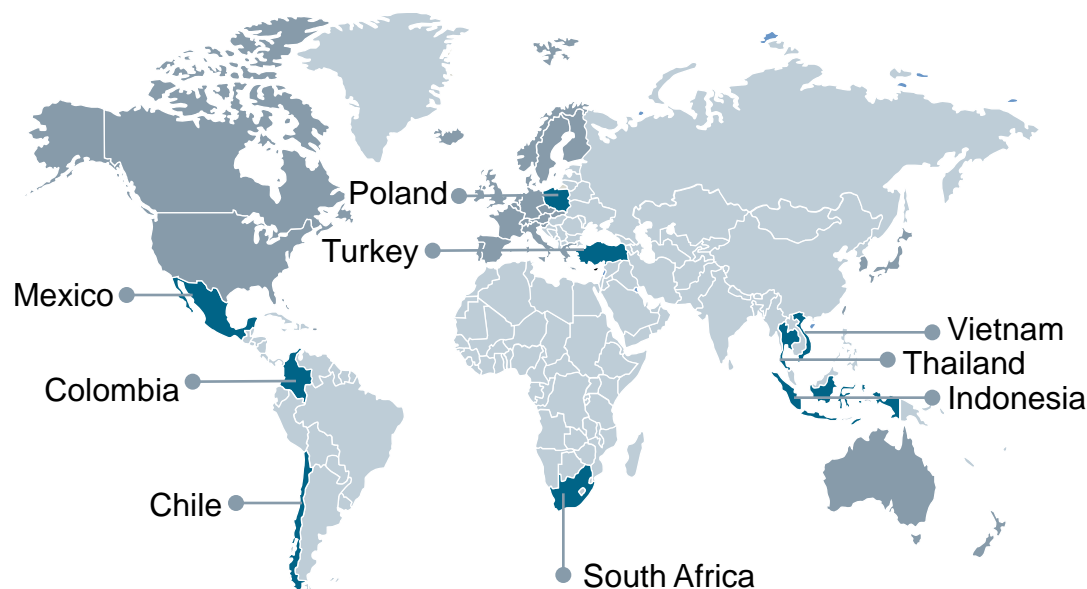 Poland
Turkey
Mexico
Vietnam
Thailand
Colombia
Indonesia
Chile
South Africa